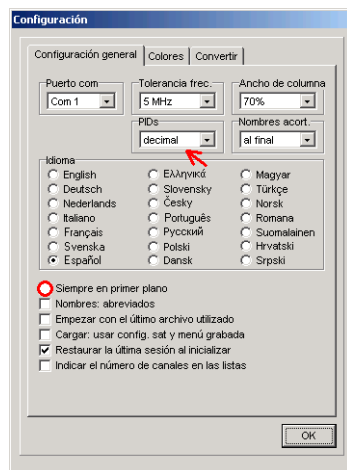 Configuración
Configuración general Colores Convertir
Puerto com Tolerancia frec. Ancho de columna
Com 1 5 MHz 70%
PIDs Nombres acort.
decimal al final
Idioma
English Ελληνικά Magyar
Deutsch Slovensky Türkçe
Nederlands Česky Norsk
Italiano Português Romana
Français Русский Suomalainen
Svenska Polski Hrvatski
Español Dansk Srpski
Siempre en primer plano
Nombres: abreviados
Empezar con el último archivo utilizado
Cargar: usar config. sat y menú grabada
Restaurar la última sesión al inicializar
Indicar el número de canales en las listas
OK